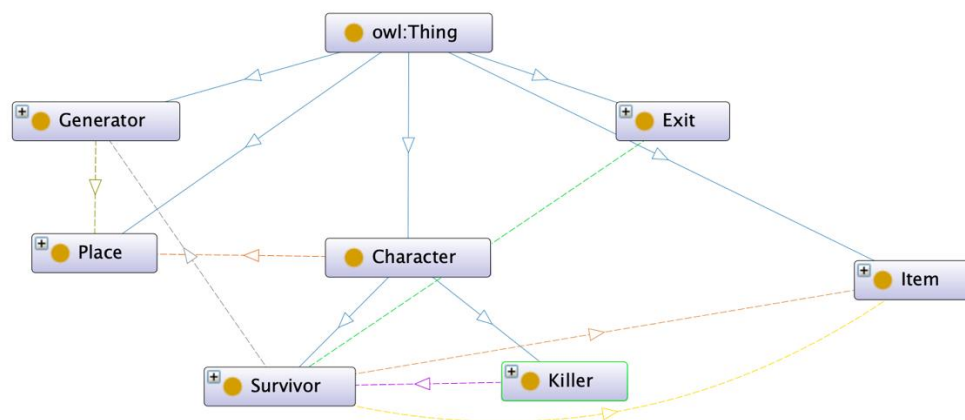 owl:Thing
Generator
Exit
Place
Character
Item
Survivor
Killer